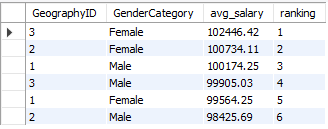 GeographyID GenderCategory avg_salary ranking
3 Female 102446.42 1
2 Female 100734.11 2
1 Male 100174.25 3
3 Male 99905.03 4
1 Female 99564.25 5
2 Male 98425.69 6